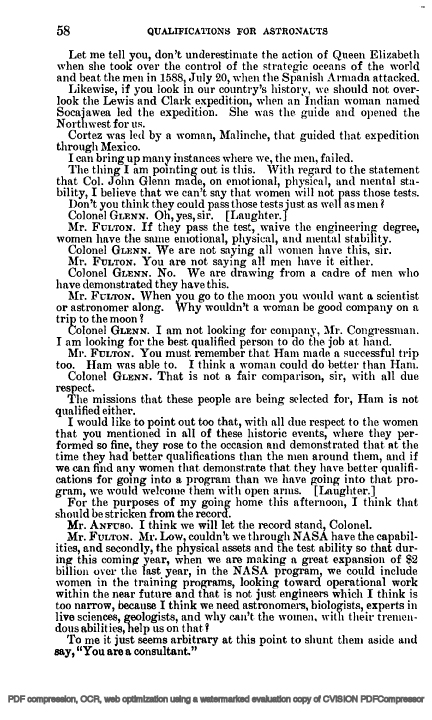 58 QUALIFICATIONS FOR ASTRONAUTS
Let me tell you, don't underestimate the action of Queen Elizabeth
when she took over the control of the strategic oceans of the world
and beat the men in 1588, July 20, when the Spanish Armada attacked.
Likewise, if you look in our country's history, we should not over-
look the Lewis and Clark expedition, when an Indian woman named
Socajawea led the expedition. She was the guide and opened the
Northwest for us.
Cortez was led by a woman, Malinche, that guided that expedition
through Mexico.
I can bring up many instances where we, the men, failed.
The thing I am pointing out is this. With regard to the statement
that Col. John Glenn made, on emotional, physical, and mental sta-
bility, I believe that we can't say that women will not pass those tests.
Don't you think they could pass those tests just as well as men?
Colonel GLENN. Oh, yes, sir. [Laughter.]
Mr. FULTON. If they pass the test, waive the engineering degree,
women have the same emotional, physical, and mental stability.
Colonel GLENN. We are not saying all women have this, sir.
Mr. FULTON. You are not saying all men have it either.
Colonel GLENN. No. We are drawing from a cadre of men who
have demonstrated they have this.
Mr. FULTON. When you go to the moon you would want a scientist
or astronomer along. Why wouldn't a woman be good company on a
trip to the moon?
Colonel GLENN. I am not looking for company, Mr. Congressman.
I am looking for the best qualified person to do the job at hand.
Mr. FULTON. You must remember that Ham made a successful trip
too. Ham was able to. I think a woman could do better than Ham.
Colonel GLENN. That is not a fair comparison, sir, with all due
respect.
The missions that these people are being selected for, Ham is not
qualified either.
I would like to point out too that, with all due respect to the women
that you mentioned in all of these historic events, where they per-
formed so fine, they rose to the occasion and demonstrated that at the
time they had better qualifications than the men around them, and if
we can find any women that demonstrate that they have better qualifi-
cations for going into a program than we have going into that pro-
gram, we would welcome them with open arms. [Laughter.]
For the purposes of my going home this afternoon, I think that
should be stricken from the record.
Mr. ANFUSO. I think we will let the record stand, Colonel.
Mr. FULTON. Mr. Low, couldn't we through NASA have the capabil-
ities, and secondly, the physical assets and the test ability so that dur-
ing this coming year, when we are making a great expansion of $2
billion over the last year, in the NASA program, we could include
women in the training programs, looking toward operational work
within the near future and that is not just engineers which I think is
too narrow, because I think we need astronomers, biologists, experts in
live sciences, geologists, and why can't the women, with their tremen-
dous abilities, help us on that?
To me it just seems arbitrary at this point to shunt them aside and
say, "You are a consultant."
PDF compression, OCR, web optimization using a watermarked evaluation copy of CVISION PDFCompressor